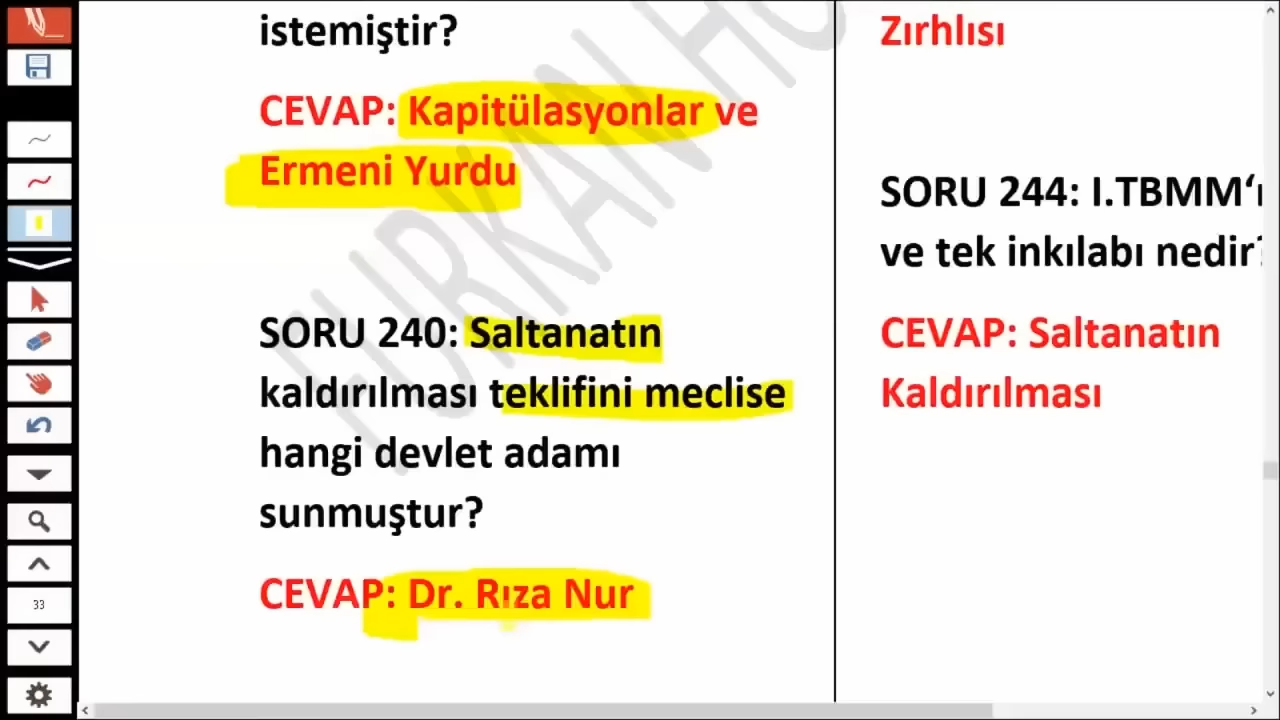 istemiştir?
CEVAP: Kapitülasyonlar ve
Ermeni Yurdu
SORU 240: Saltanatın
kaldırılması teklifini meclise
hangi devlet adamı
sunmuştur?
CEVAP: Dr. Rıza Nur
Zırhlısı
SORU 244: I.TBMM‘
ve tek inkılabı nedir?
CEVAP: Saltanatın
Kaldırılması
FURKAN
33